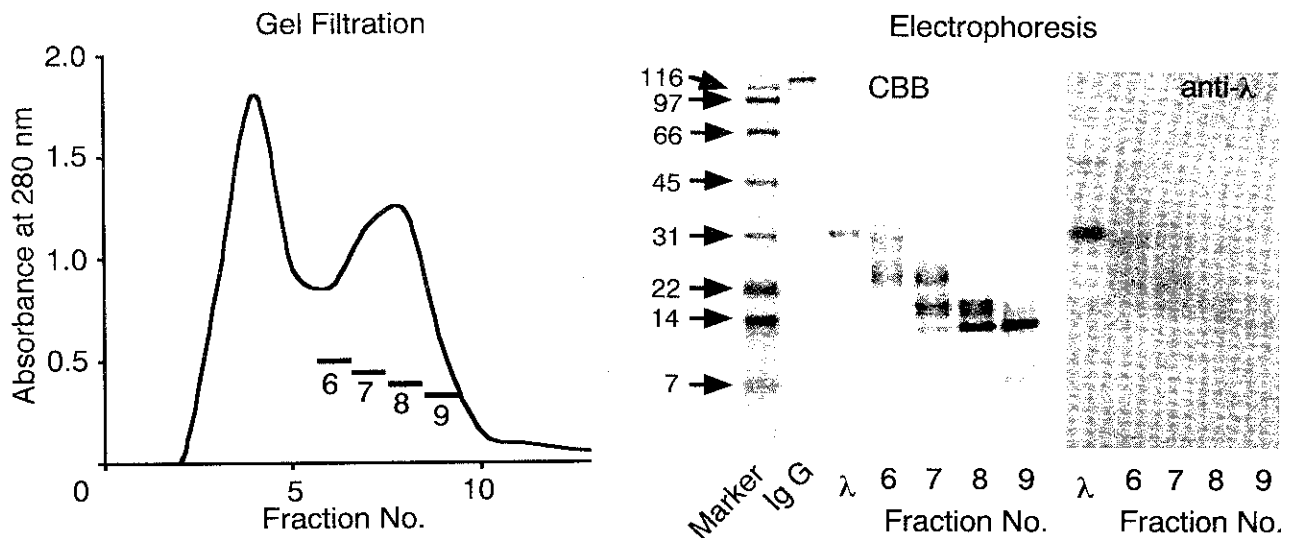 Gel Filtration
Absorbance at 280 nm
2.0
1.5
1.0
0.5
0
5
10
6
7
8
9
Fraction No.
Electrophoresis
116
97
66
45
31
22
14
7
CBB
anti-λ
Marker
Ig G
λ 6 7 8 9
Fraction No.
λ 6 7 8 9
Fraction No.